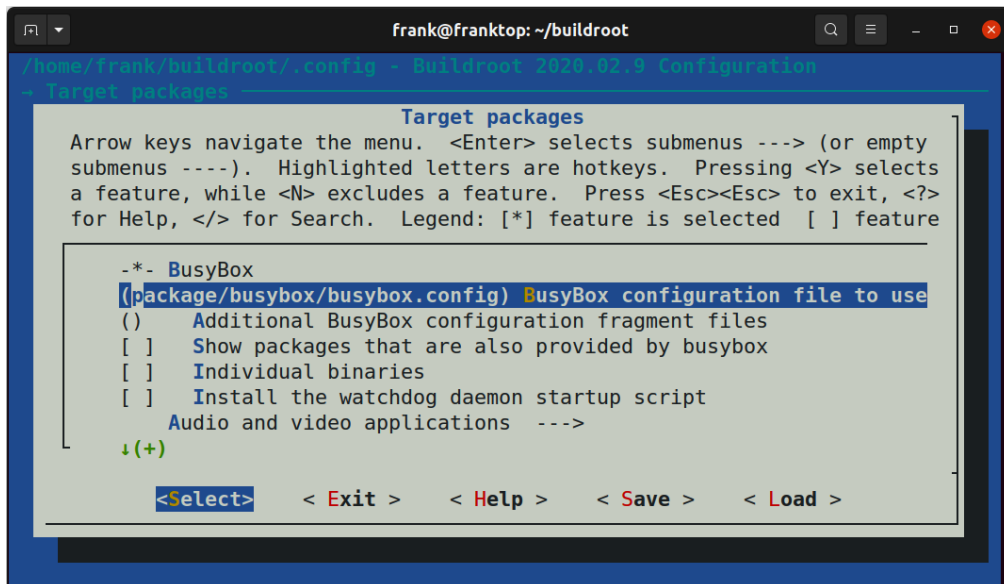 frank@franktop: ~/buildroot
/home/frank/buildroot/.config - Buildroot 2020.02.9 Configuration
→ Target packages
Target packages
Arrow keys navigate the menu.  <Enter> selects submenus ---> (or empty
submenus ----).  Highlighted letters are hotkeys.  Pressing <Y> selects
a feature, while <N> excludes a feature.  Press <Esc><Esc> to exit, <?>
for Help, </> for Search.  Legend: [*] feature is selected  [ ] feature
-*- BusyBox
(package/busybox/busybox.config) BusyBox configuration file to use
()    Additional BusyBox configuration fragment files
[ ]   Show packages that are also provided by busybox
[ ]   Individual binaries
[ ]   Install the watchdog daemon startup script
Audio and video applications  --->
↓(+)
<Select>    < Exit >    < Help >    < Save >    < Load >